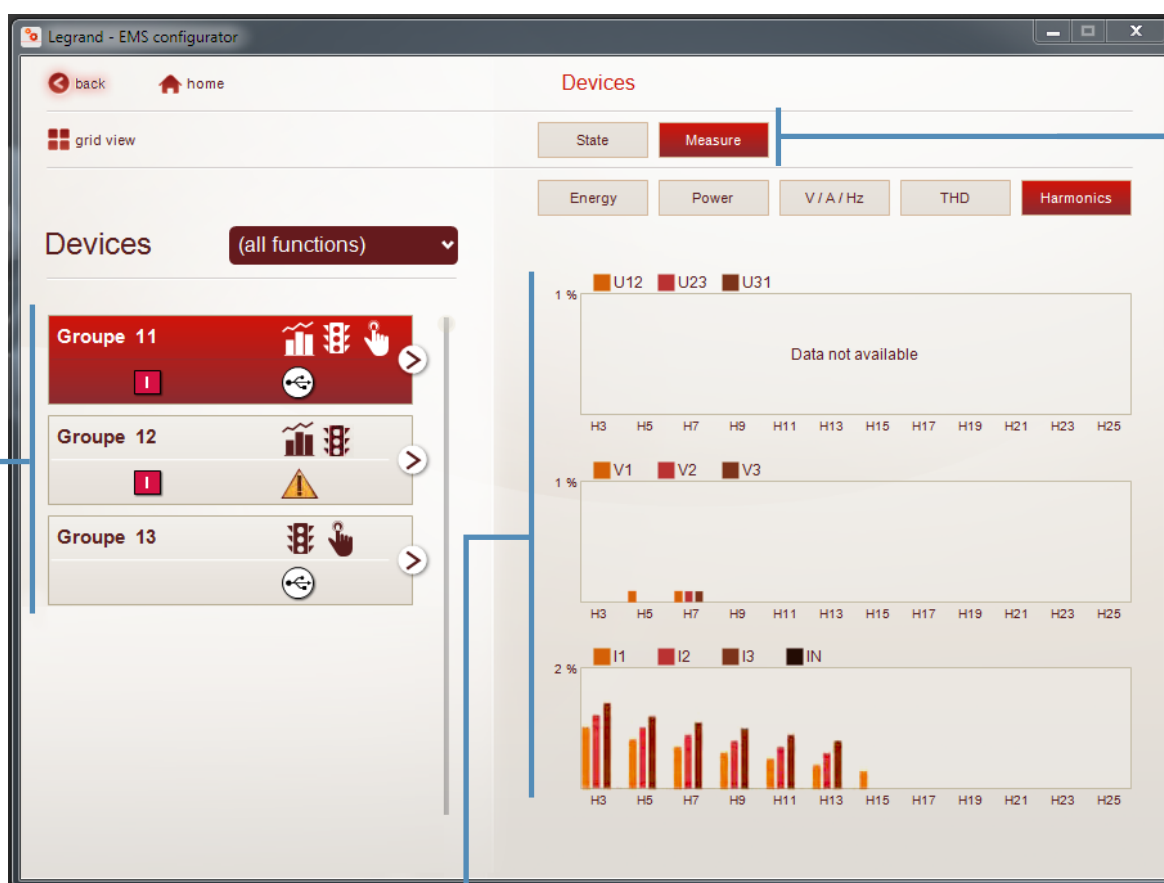 Legrand - EMS configurator
back home Devices
grid view State Measure
Energy Power V / A / Hz THD Harmonics
Devices (all functions)
Groupe 11
I
Groupe 12
I
Groupe 13
U12 U23 U31
1 %
Data not available
H3 H5 H7 H9 H11 H13 H15 H17 H19 H21 H23 H25
V1 V2 V3
1 %
H3 H5 H7 H9 H11 H13 H15 H17 H19 H21 H23 H25
I1 I2 I3 IN
2 %
H3 H5 H7 H9 H11 H13 H15 H17 H19 H21 H23 H25